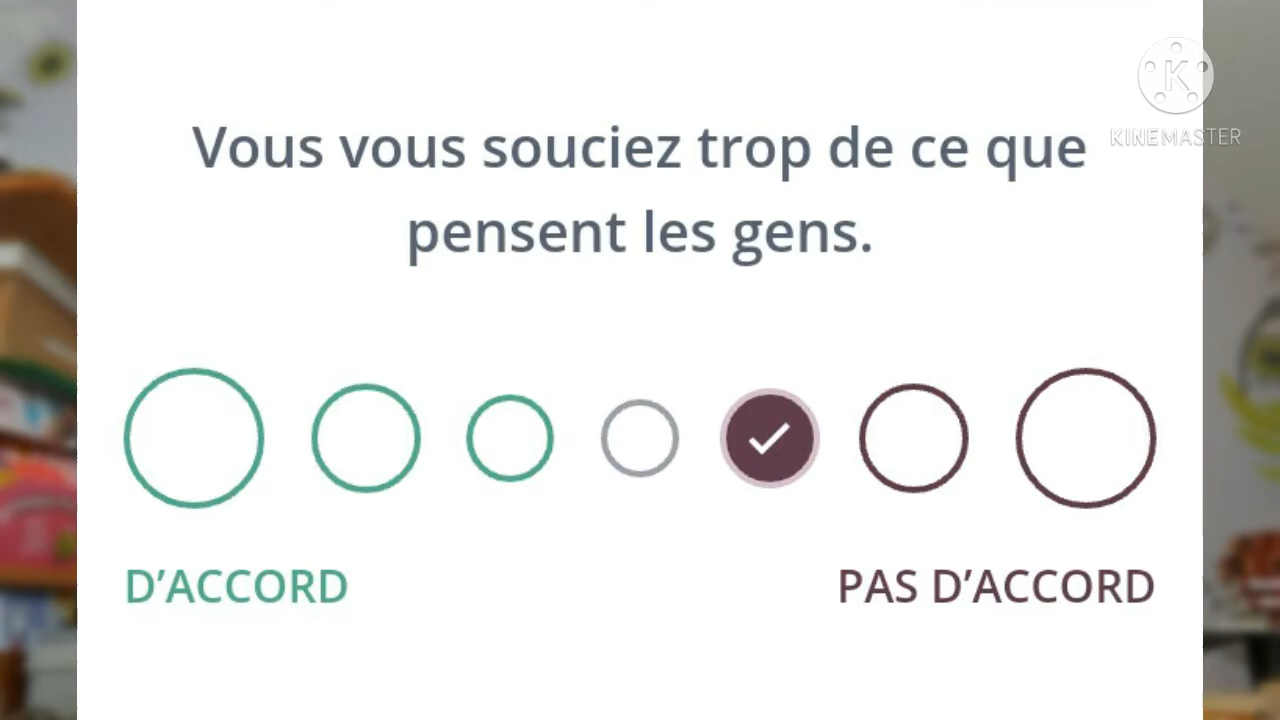 Vous vous souciez trop de ce que
pensent les gens.
D’ACCORD
PAS D’ACCORD
K
KINEMASTER